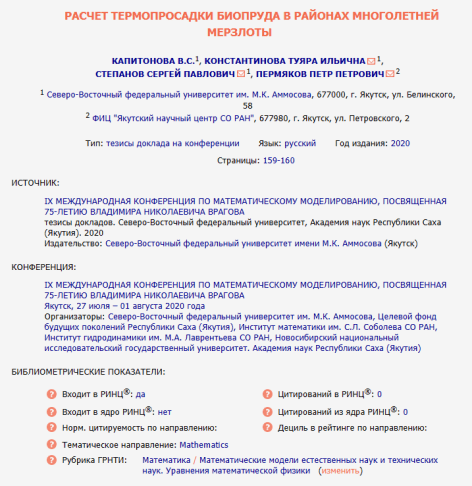 РАСЧЕТ ТЕРМОПРОСАДКИ БИОПРУДА В РАЙОНАХ МНОГОЛЕТНЕЙ
МЕРЗЛОТЫ
КАПИТОНОВА В.С.1, КОНСТАНТИНОВА ТУЯРА ИЛЬИЧНА 1,
СТЕПАНОВ СЕРГЕЙ ПАВЛОВИЧ 1, ПЕРМЯКОВ ПЕТР ПЕТРОВИЧ 2
1 Северо-Восточный федеральный университет им. М.К. Аммосова, 677000, г. Якутск, ул. Белинского,
58
2 ФИЦ "Якутский научный центр СО РАН", 677980, г. Якутск, ул. Петровского, 2
Тип: тезисы доклада на конференции Язык: русский Год издания: 2020
Страницы: 159-160
ИСТОЧНИК:
IX МЕЖДУНАРОДНАЯ КОНФЕРЕНЦИЯ ПО МАТЕМАТИЧЕСКОМУ МОДЕЛИРОВАНИЮ, ПОСВЯЩЕННАЯ
75-ЛЕТИЮ ВЛАДИМИРА НИКОЛАЕВИЧА ВРАГОВА
тезисы докладов. Северо-Восточный федеральный университет, Академия наук Республики Саха
(Якутия). 2020
Издательство: Северо-Восточный федеральный университет имени М.К. Аммосова (Якутск)
КОНФЕРЕНЦИЯ:
IX МЕЖДУНАРОДНАЯ КОНФЕРЕНЦИЯ ПО МАТЕМАТИЧЕСКОМУ МОДЕЛИРОВАНИЮ, ПОСВЯЩЕННАЯ
75-ЛЕТИЮ ВЛАДИМИРА НИКОЛАЕВИЧА ВРАГОВА
Якутск, 27 июля – 01 августа 2020 года
Организаторы: Северо-Восточный федеральный университет им. М.К. Аммосова, Целевой фонд
будущих поколений Республики Саха (Якутия), Институт математики им. С.Л. Соболева СО РАН,
Институт гидродинамики им. М.А. Лаврентьева СО РАН, Новосибирский национальный
исследовательский государственный университет. Академия наук Республики Саха (Якутия)
БИБЛИОМЕТРИЧЕСКИЕ ПОКАЗАТЕЛИ:
? Входит в РИНЦ®: да ? Цитирований в РИНЦ®: 0
? Входит в ядро РИНЦ®: нет ? Цитирований из ядра РИНЦ®: 0
? Норм. цитируемость по направлению: ? Дециль в рейтинге по направлению:
? Тематическое направление: Mathematics
? Рубрика ГРНТИ: Математика / Математические модели естественных наук и технических
наук. Уравнения математической физики (изменить)